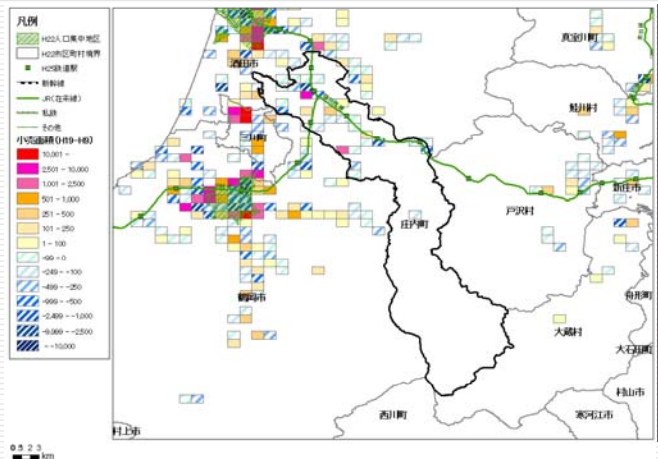 凡例
H22人口集中地区
H22市区町村境界
H25鉄道駅
新幹線
JR(在来線)
私鉄
その他
小売面積(H19-H9)
10,001 -
2,501 - 10,000
1,001 - 2,500
501 - 1,000
251 - 500
101 - 250
1 - 100
-99 - 0
-249 - -100
-499 - -250
-999 - -500
-2,499 - -1,000
-9,999 - -2,500
- -10,000
酒田市
真室川町
鮭川村
三川町
新庄市
戸沢村
庄内町
鶴岡市
舟形町
大蔵村
大石田町
村山市
西川町
寒河江市
村上市
km